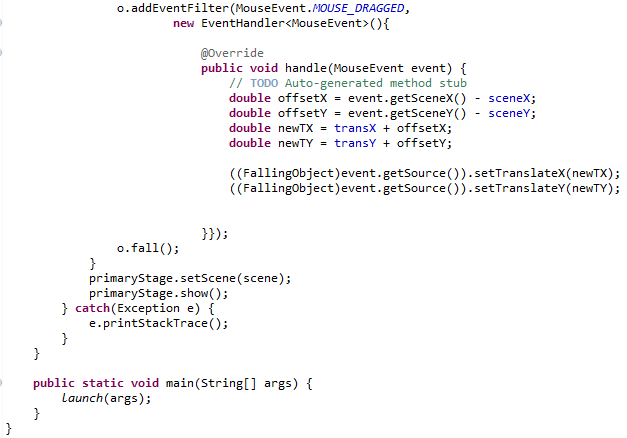 o.addEventFilter(MouseEvent.MOUSE_DRAGGED,
new EventHandler<MouseEvent>(){
@Override
public void handle(MouseEvent event) {
// TODO Auto-generated method stub
double offsetX = event.getSceneX() - sceneX;
double offsetY = event.getSceneY() - sceneY;
double newTX = transX + offsetX;
double newTY = transY + offsetY;
((FallingObject)event.getSource()).setTranslateX(newTX);
((FallingObject)event.getSource()).setTranslateY(newTY);
}});
o.fall();
}
primaryStage.setScene(scene);
primaryStage.show();
} catch(Exception e) {
e.printStackTrace();
}
}
public static void main(String[] args) {
launch(args);
}
}